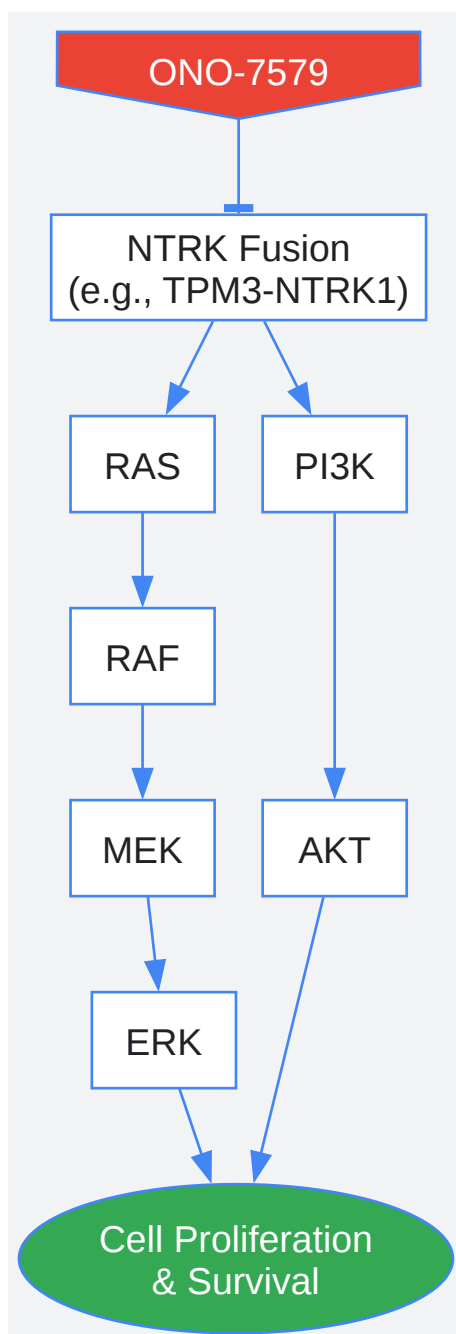 ONO-7579
NTRK Fusion
(e.g., TPM3-NTRK1)
RAS
PI3K
RAF
MEK
AKT
ERK
Cell Proliferation
& Survival